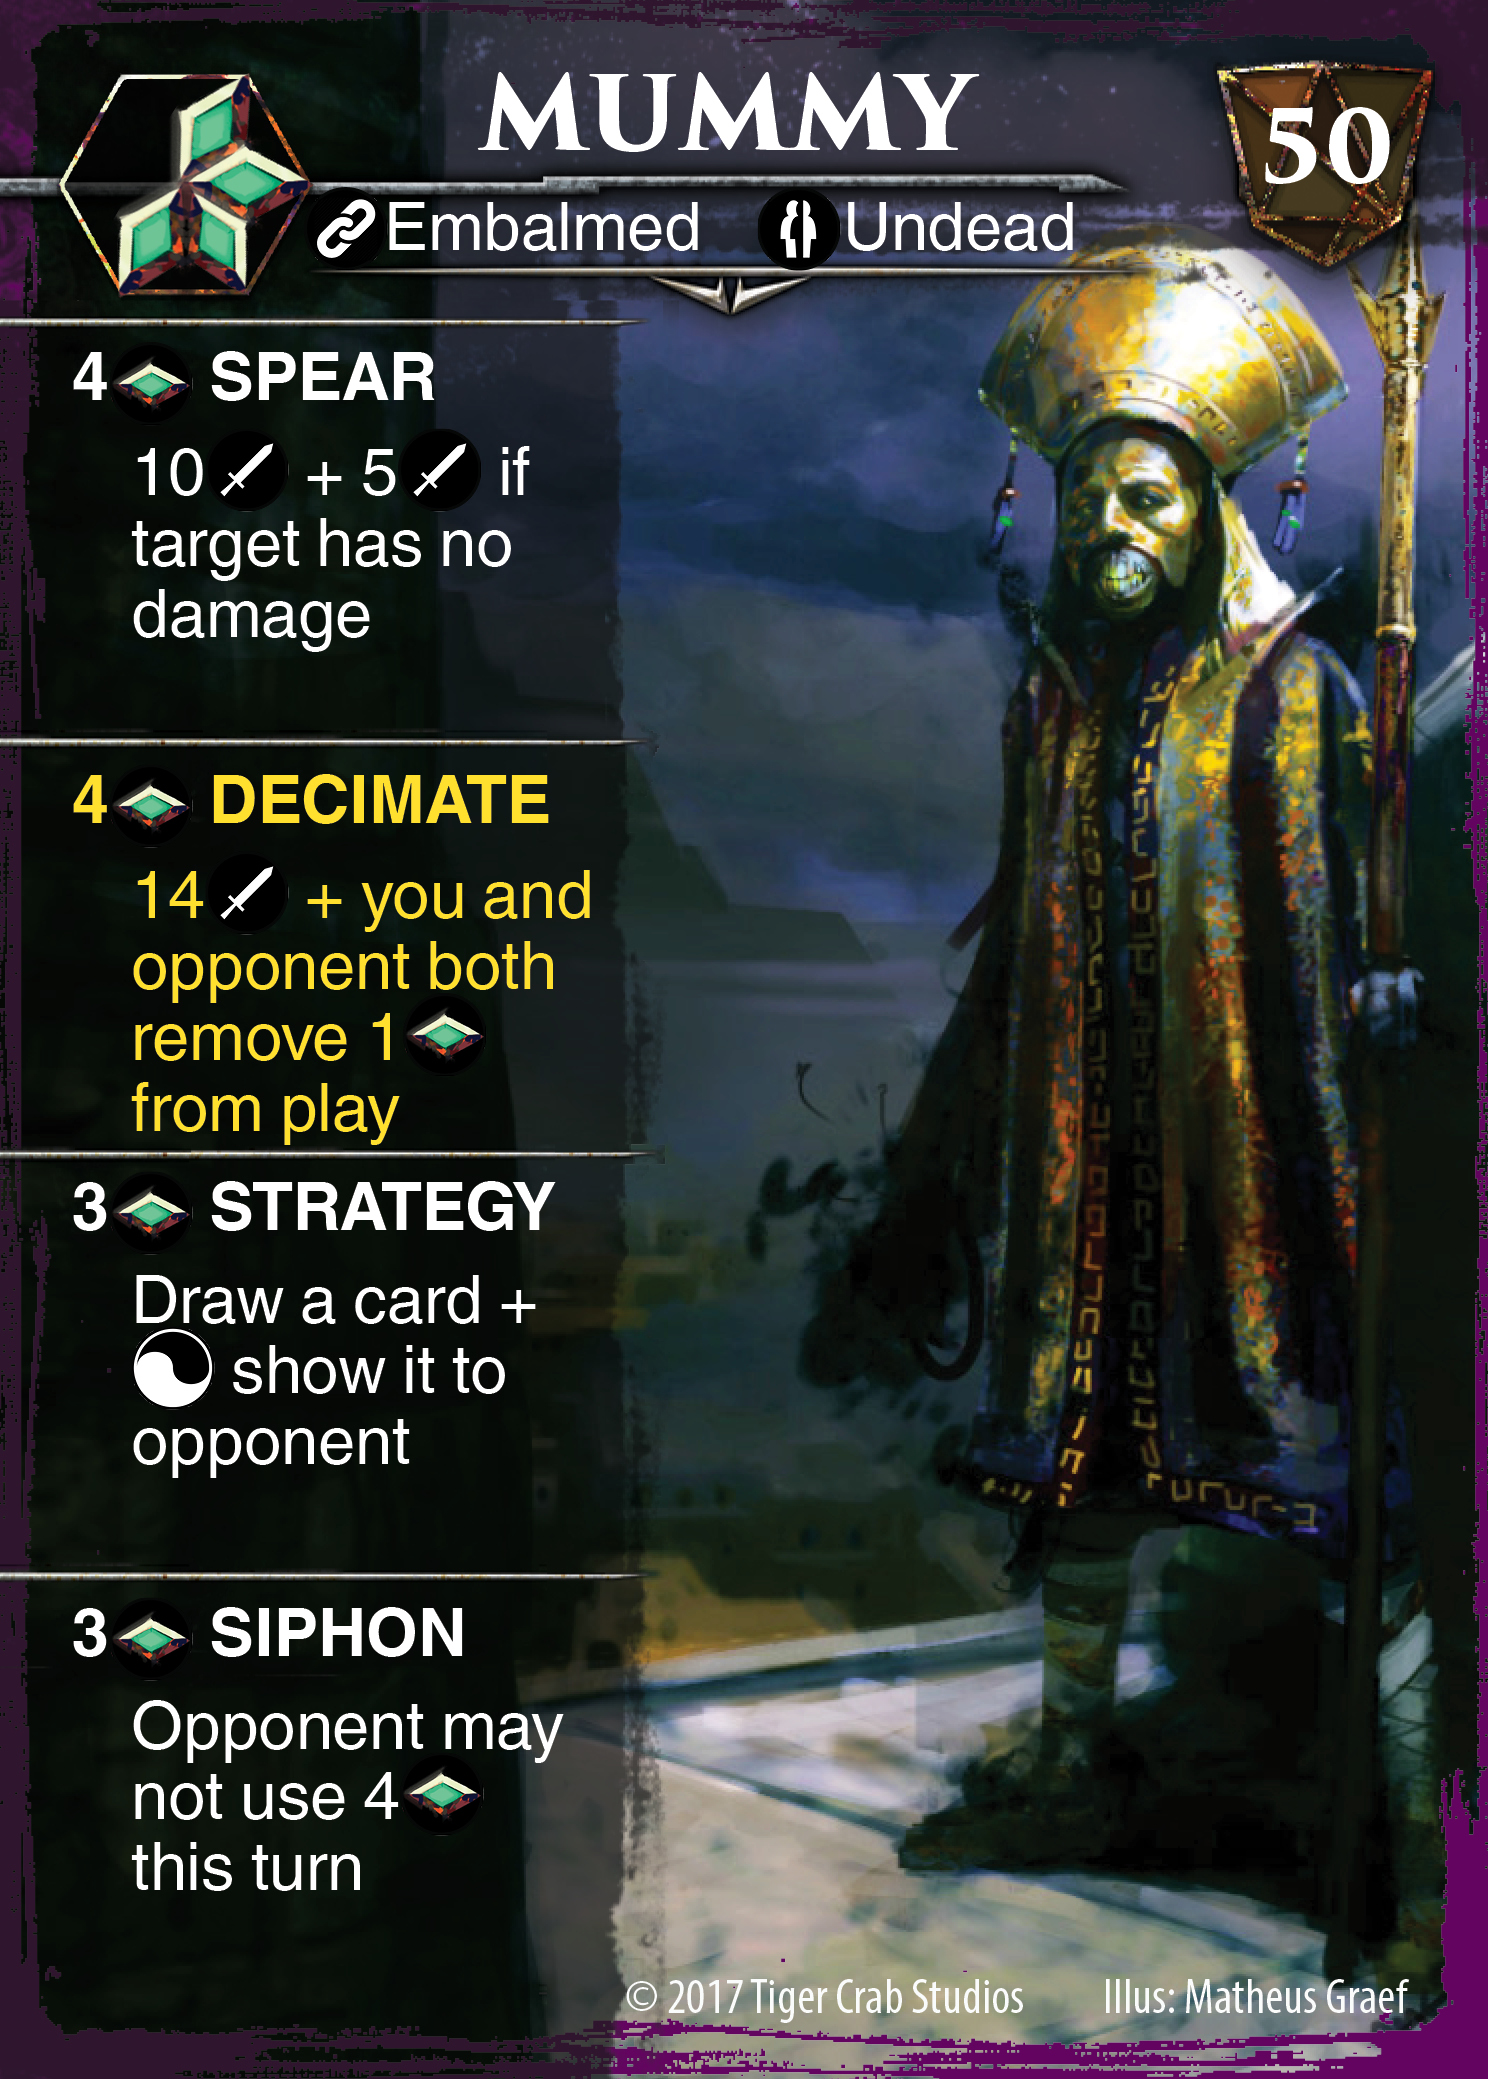 MUMMY
50
Embalmed Undead
4 SPEAR
10 + 5 if
target has no
damage
4 DECIMATE
14 + you and
opponent both
remove 1
from play
3 STRATEGY
Draw a card +
show it to
opponent
3 SIPHON
Opponent may
not use 4
this turn
© 2017 Tiger Crab Studios Illus: Matheus Graef